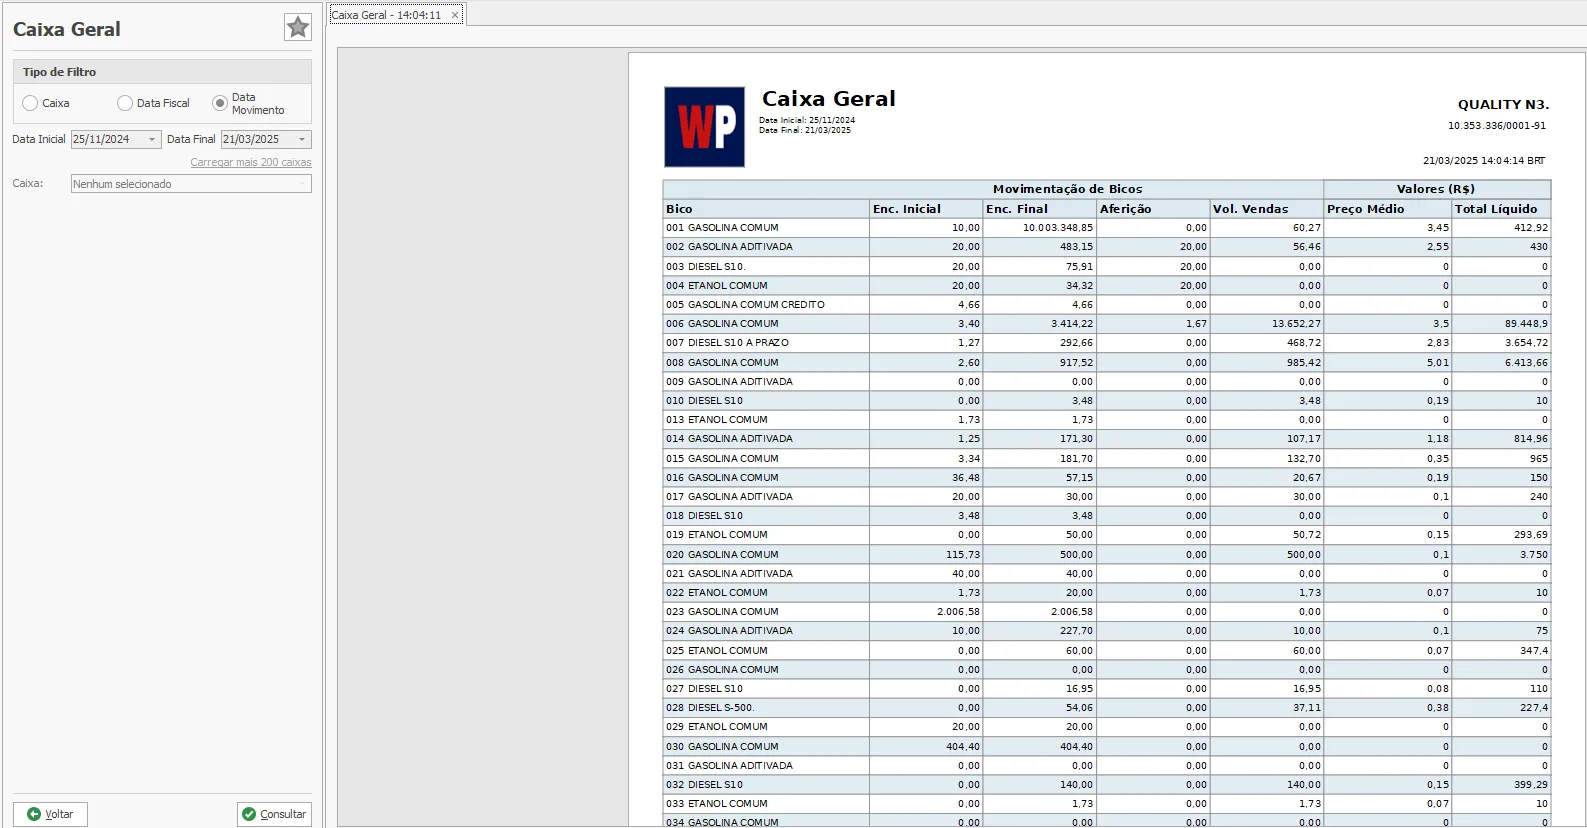 Caixa Geral
Tipo de Filtro
Caixa Data Fiscal Data Movimento
Data Inicial 25/11/2024 Data Final 21/03/2025
Carregar mais 200 caixas
Caixa: Nenhum selecionado
Voltar Consultar
Caixa Geral - 14:04:11 ×
WP
Caixa Geral
Data Inicial: 25/11/2024
Data Final: 21/03/2025
QUALITY N3.
10.353.336/0001-91
21/03/2025 14:04:14 BRT
Movimentação de Bicos Valores (R$)
Bico Enc. Inicial Enc. Final Aferição Vol. Vendas Preço Médio Total Líquido
001 GASOLINA COMUM 10,00 10.003.348,85 0,00 60,27 3,45 412,92
002 GASOLINA ADITIVADA 20,00 483,15 20,00 56,46 2,55 430
003 DIESEL S10. 20,00 75,91 20,00 0,00 0 0
004 ETANOL COMUM 20,00 34,32 20,00 0,00 0 0
005 GASOLINA COMUM CREDITO 4,66 4,66 0,00 0,00 0 0
006 GASOLINA COMUM 3,40 3.414,22 1,67 13.652,27 3,5 89.448,9
007 DIESEL S10 A PRAZO 1,27 292,66 0,00 468,72 2,83 3.654,72
008 GASOLINA COMUM 2,60 917,52 0,00 985,42 5,01 6.413,66
009 GASOLINA ADITIVADA 0,00 0,00 0,00 0,00 0 0
010 DIESEL S10 0,00 3,48 0,00 3,48 0,19 10
013 ETANOL COMUM 1,73 1,73 0,00 0,00 0 0
014 GASOLINA ADITIVADA 1,25 171,30 0,00 107,17 1,18 814,96
015 GASOLINA COMUM 3,34 181,70 0,00 132,70 0,35 965
016 GASOLINA COMUM 36,48 57,15 0,00 20,67 0,19 150
017 GASOLINA ADITIVADA 20,00 30,00 0,00 30,00 0,1 240
018 DIESEL S10 3,48 3,48 0,00 0,00 0 0
019 ETANOL COMUM 0,00 50,00 0,00 50,72 0,15 293,69
020 GASOLINA COMUM 115,73 500,00 0,00 500,00 0,1 3.750
021 GASOLINA ADITIVADA 40,00 40,00 0,00 0,00 0 0
022 ETANOL COMUM 1,73 20,00 0,00 1,73 0,07 10
023 GASOLINA COMUM 2.006,58 2.006,58 0,00 0,00 0 0
024 GASOLINA ADITIVADA 10,00 227,70 0,00 10,00 0,1 75
025 ETANOL COMUM 0,00 60,00 0,00 60,00 0,07 347,4
026 GASOLINA COMUM 0,00 0,00 0,00 0,00 0 0
027 DIESEL S10 0,00 16,95 0,00 16,95 0,08 110
028 DIESEL S-500. 0,00 54,06 0,00 37,11 0,38 227,4
029 ETANOL COMUM 20,00 20,00 0,00 0,00 0 0
030 GASOLINA COMUM 404,40 404,40 0,00 0,00 0 0
031 GASOLINA ADITIVADA 0,00 0,00 0,00 0,00 0 0
032 DIESEL S10 0,00 140,00 0,00 140,00 0,15 399,29
033 ETANOL COMUM 0,00 1,73 0,00 1,73 0,07 10
034 GASOLINA COMUM 0,00 0,00 0,00 0,00 0 0